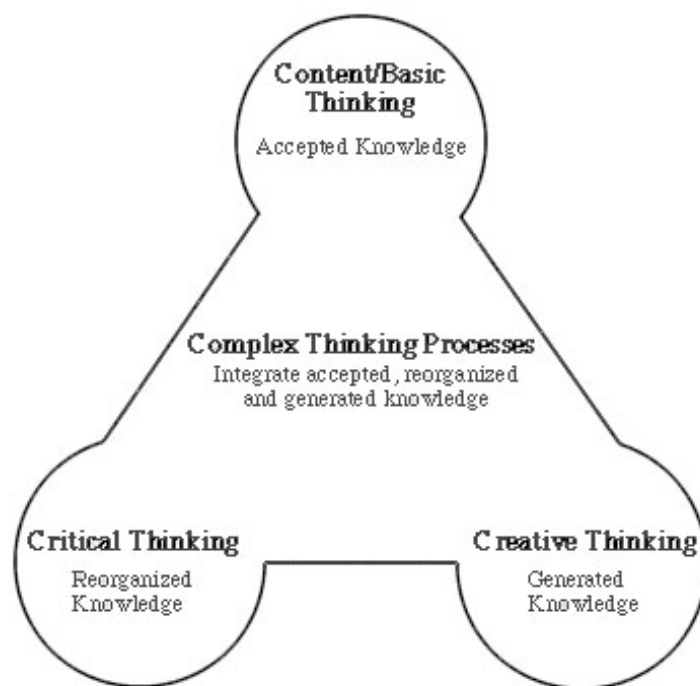 Content/Basic
Thinking
Accepted Knowledge
Complex Thinking Processes
Integrate accepted, reorganized
and generated knowledge
Critical Thinking
Reorganized
Knowledge
Creative Thinking
Generated
Knowledge